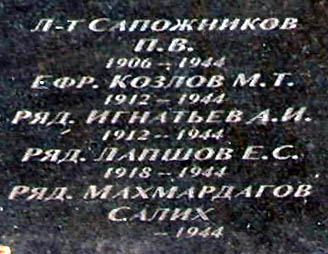 Л-Т САПОЖНИКОВ
П.В.
1906 – 1944
ЕФР. КОЗЛОВ М.Т.
1912 – 1944
РЯД. ИГНАТЬЕВ А.И.
1912 – 1944
РЯД. ЛАПШОВ Е.С.
1918 – 1944
РЯД. МАХМАРДАГОВ
САЛИХ
– 1944